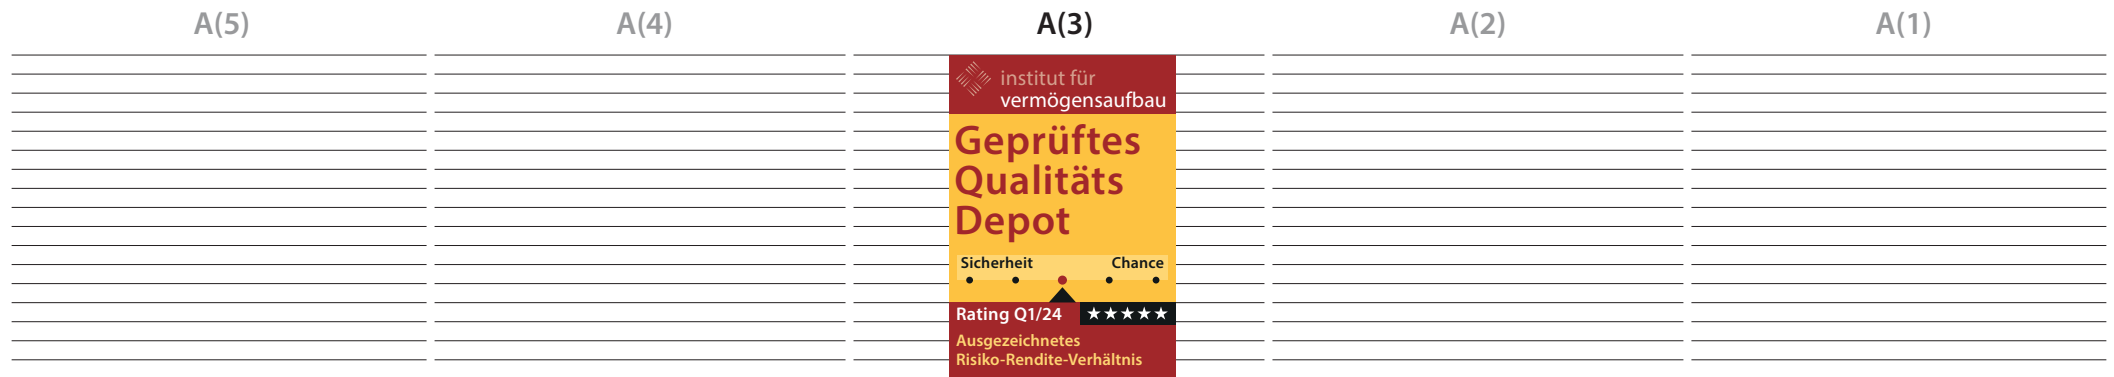 A(5) A(4) A(3) A(2) A(1)
institut für
vermögensaufbau
Geprüftes
Qualitäts
Depot
Sicherheit Chance
Rating Q1/24 ★★★★★
Ausgezeichnetes
Risiko-Rendite-Verhältnis